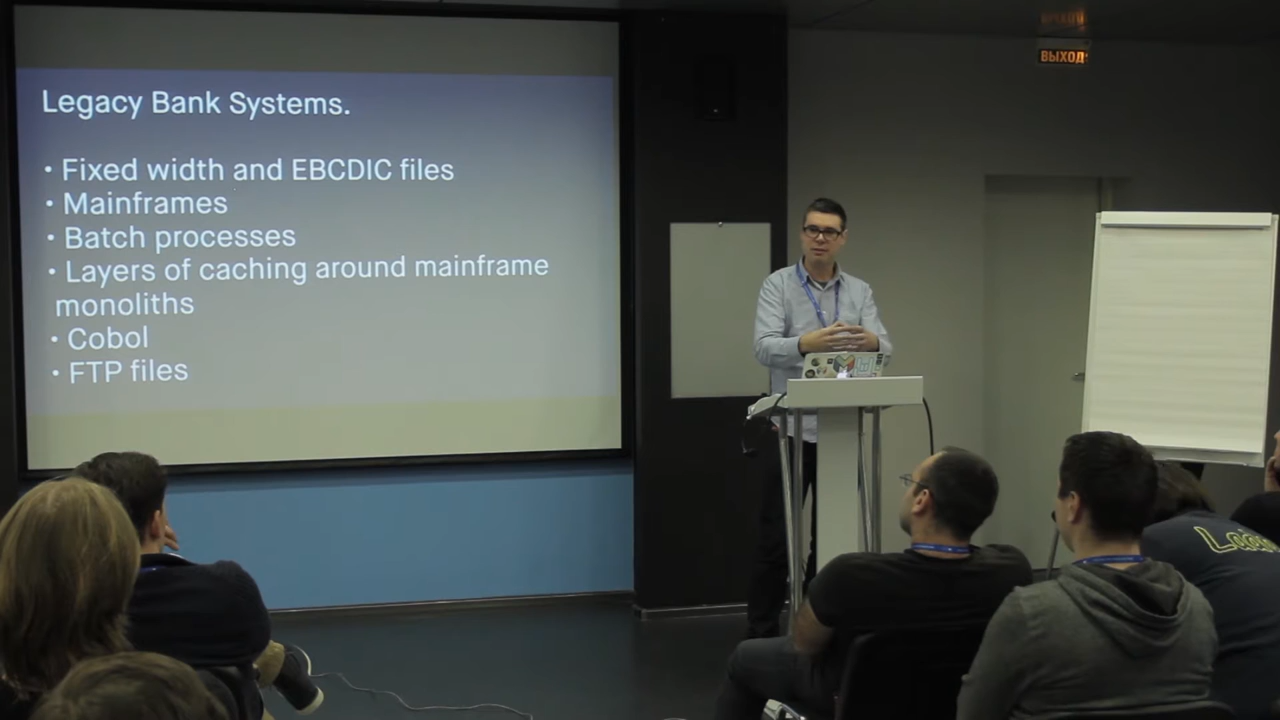 Legacy Bank Systems.
• Fixed width and EBCDIC files
• Mainframes
• Batch processes
• Layers of caching around mainframe
monoliths
• Cobol
• FTP files
ВЫХОД